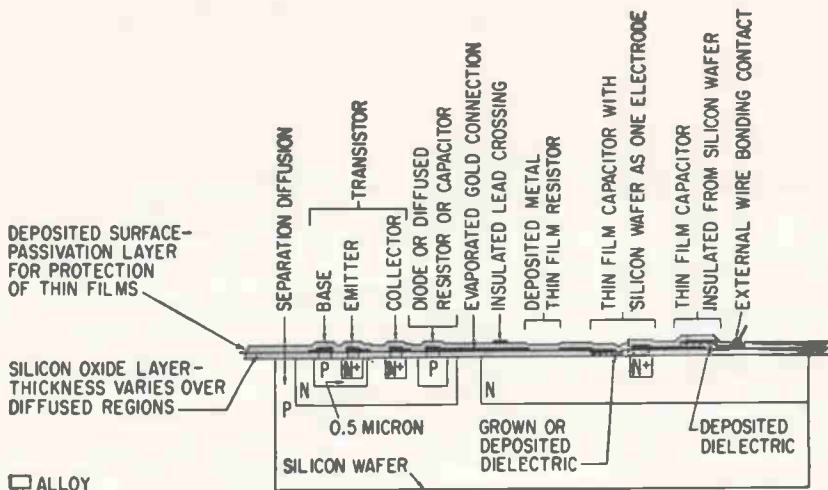 SEPARATION DIFFUSION
TRANSISTOR
BASE
EMITTER
COLLECTOR
DIODE OR DIFFUSED
RESISTOR OR CAPACITOR
EVAPORATED GOLD CONNECTION
INSULATED LEAD CROSSING
DEPOSITED METAL
THIN FILM RESISTOR
THIN FILM CAPACITOR WITH
SILICON WAFER AS ONE ELECTRODE
THIN FILM CAPACITOR
INSULATED FROM SILICON WAFER
EXTERNAL WIRE BONDING CONTACT
DEPOSITED SURFACE-
PASSIVATION LAYER
FOR PROTECTION
OF THIN FILMS
SILICON OXIDE LAYER-
THICKNESS VARIES OVER
DIFFUSED REGIONS
P
N
P
N+
N+
P
N
N+
0.5 MICRON
GROWN OR
DEPOSITED
DIELECTRIC
DEPOSITED
DIELECTRIC
SILICON WAFER
ALLOY